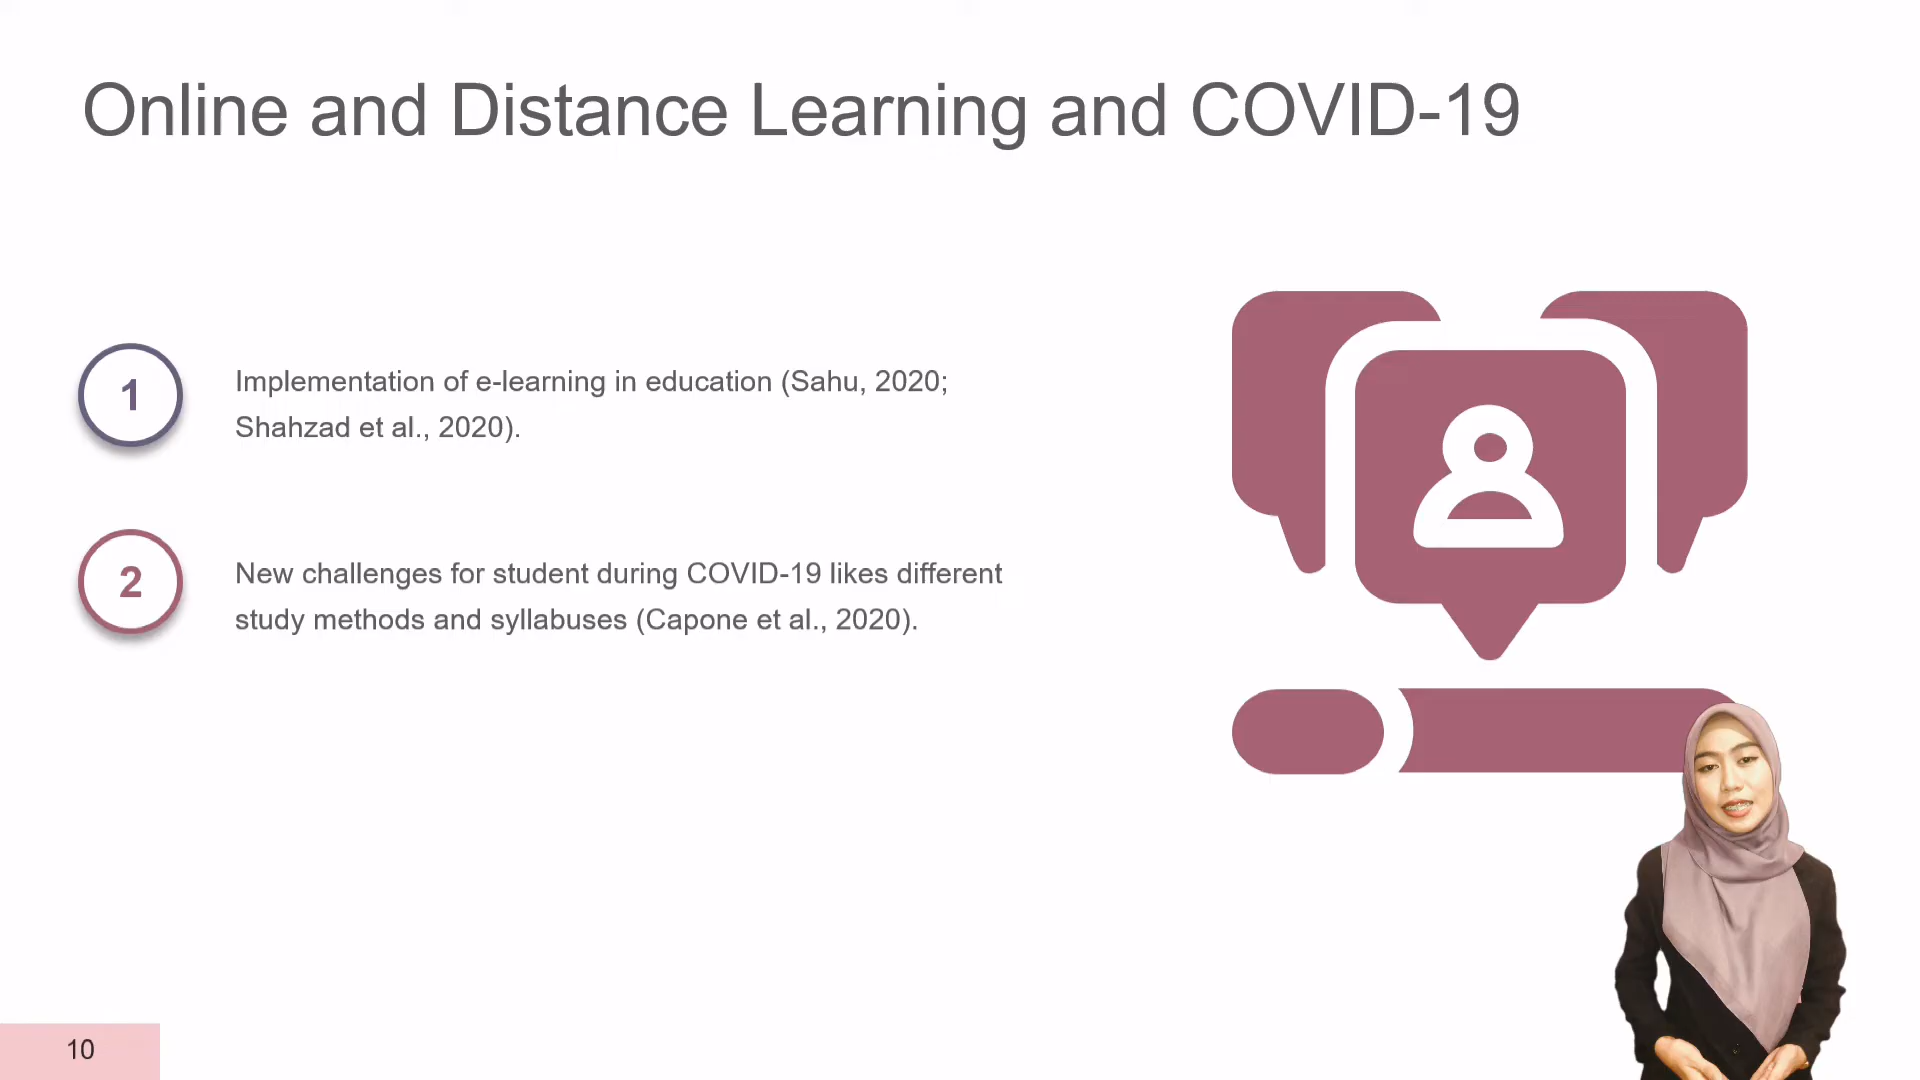 Online and Distance Learning and COVID-19
1
Implementation of e-learning in education (Sahu, 2020;
Shahzad et al., 2020).
2
New challenges for student during COVID-19 likes different
study methods and syllabuses (Capone et al., 2020).
10